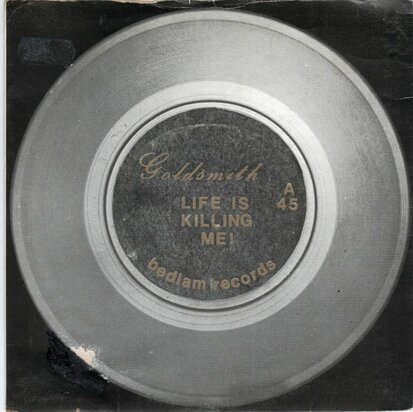 Goldsmith
A
45
LIFE IS
KILLING
ME!
bedlam records